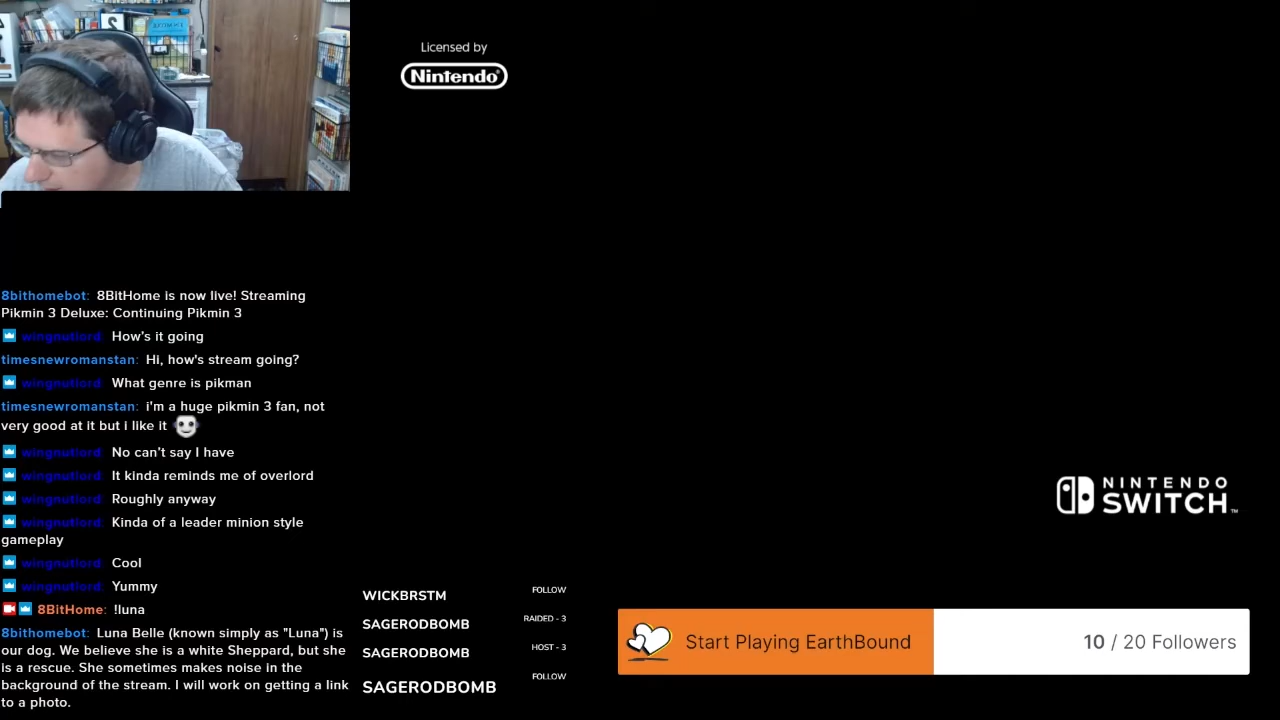 Licensed by
Nintendo
8bithomebot: 8BitHome is now live! Streaming
Pikmin 3 Deluxe: Continuing Pikmin 3
wingnutlord: How's it going
timesnewromanstan: Hi, how's stream going?
wingnutlord: What genre is pikman
timesnewromanstan: i'm a huge pikmin 3 fan, not
very good at it but i like it
wingnutlord: No can't say I have
wingnutlord: It kinda reminds me of overlord
wingnutlord: Roughly anyway
wingnutlord: Kinda of a leader minion style
gameplay
wingnutlord: Cool
wingnutlord: Yummy
8BitHome: !luna
8bithomebot: Luna Belle (known simply as "Luna") is
our dog. We believe she is a white Sheppard, but she
is a rescue. She sometimes makes noise in the
background of the stream. I will work on getting a link
to a photo.
WICKBRSTM FOLLOW
SAGERODBOMB RAIDED - 3
SAGERODBOMB HOST - 3
SAGERODBOMB FOLLOW
NINTENDO
SWITCH™
Start Playing EarthBound 10 / 20 Followers